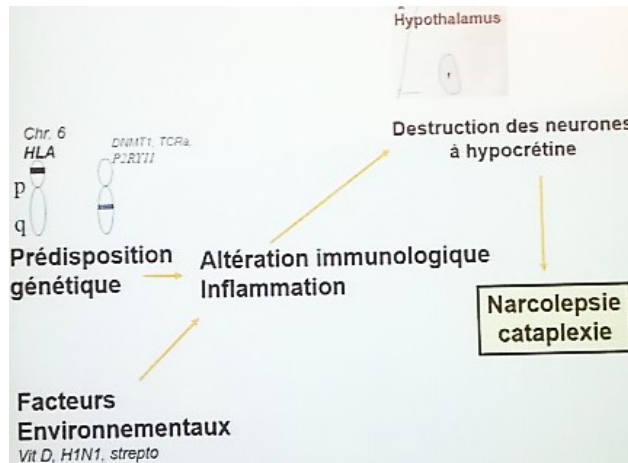 Hypothalamus
Chr. 6
HLA
DNMT1, TCRa,
P2RY11
Destruction des neurones
à hypocrétine
p
q
Prédisposition
génétique
Altération immunologique
Inflammation
Narcolepsie
cataplexie
Facteurs
Environnementaux
Vit D, H1N1, strepto